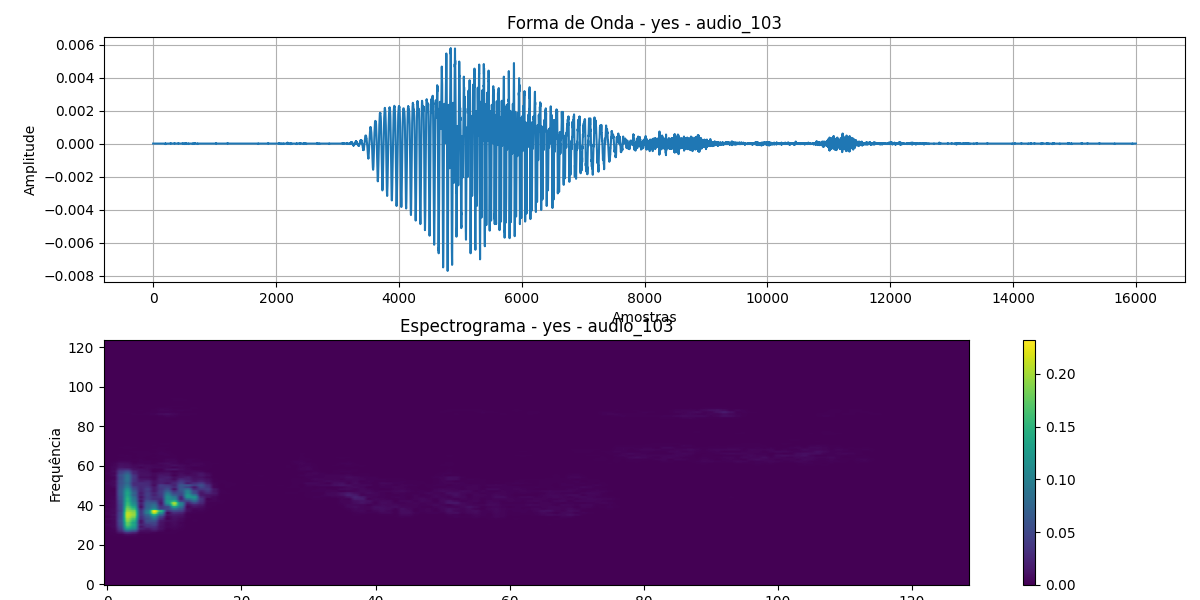 Forma de Onda - yes - audio_103
Amplitude
0.006
0.004
0.002
0.000
−0.002
−0.004
−0.006
−0.008
0 2000 4000 6000 8000 10000 12000 14000 16000
Amostras
Espectrograma - yes - audio_103
Frequência
120
100
80
60
40
20
0
0 20 40 60 80 100 120
0.20
0.15
0.10
0.05
0.00